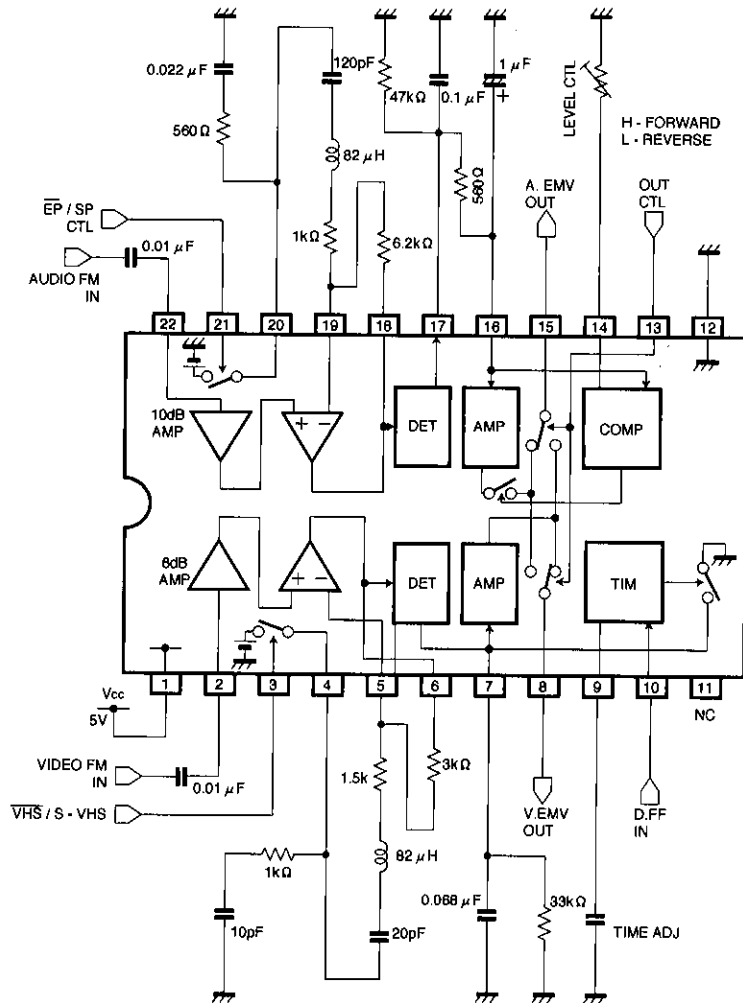 0.022 μF
560Ω
120pF
82 μH
1kΩ
6.2kΩ
47kΩ
0.1 μF
560Ω
1 μF
+
LEVEL CTL
H - FORWARD
L - REVERSE
EP / SP
CTL
0.01 μF
AUDIO FM
IN
A. EMV
OUT
OUT
CTL
22
21
20
19
18
17
16
15
14
13
12
10dB
AMP
+ −
DET
AMP
COMP
6dB
AMP
+ −
DET
AMP
TIM
1
2
3
4
5
6
7
8
9
10
11
NC
Vcc
5V
VIDEO FM
IN
0.01 μF
VHS / S - VHS
1kΩ
10pF
1.5k
82 μH
20pF
3kΩ
0.068 μF
33kΩ
V.EMV
OUT
D.FF
IN
TIME ADJ